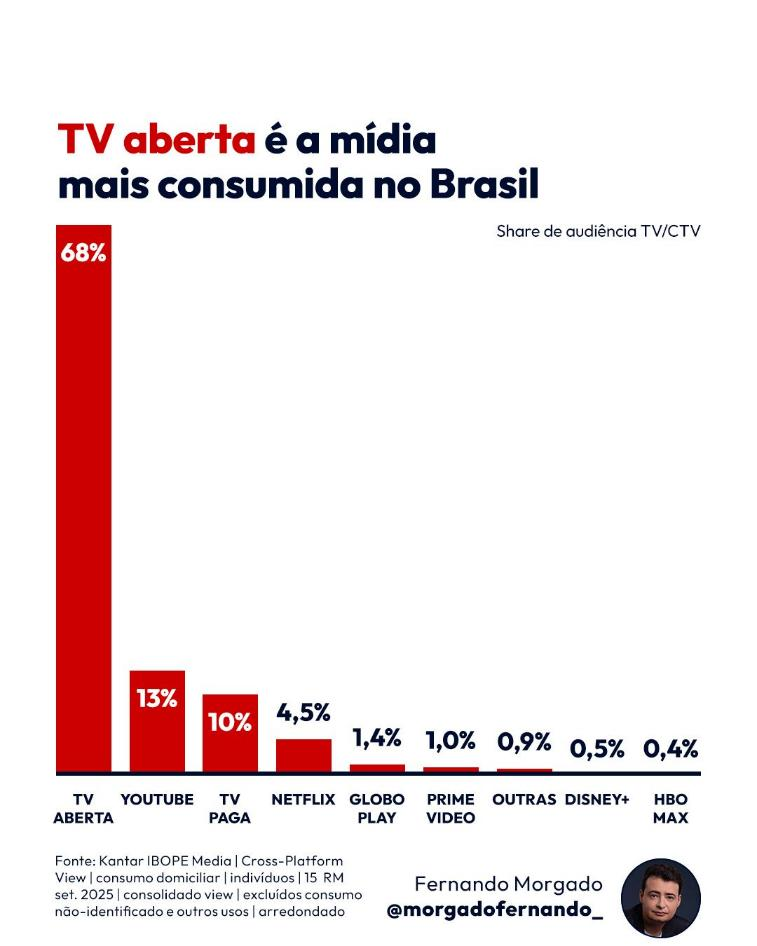 TV aberta é a mídia
mais consumida no Brasil
Share de audiência TV/CTV
68%
13%
10%
4,5%
1,4%
1,0%
0,9%
0,5%
0,4%
TV
ABERTA
YOUTUBE
TV
PAGA
NETFLIX
GLOBO
PLAY
PRIME
VIDEO
OUTRAS
DISNEY+
HBO
MAX
Fonte: Kantar IBOPE Media | Cross-Platform
View | consumo domiciliar | indivíduos | 15 RM
set. 2025 | consolidado view | excluídos consumo
não-identificado e outros usos | arredondado
Fernando Morgado
@morgadofernando_